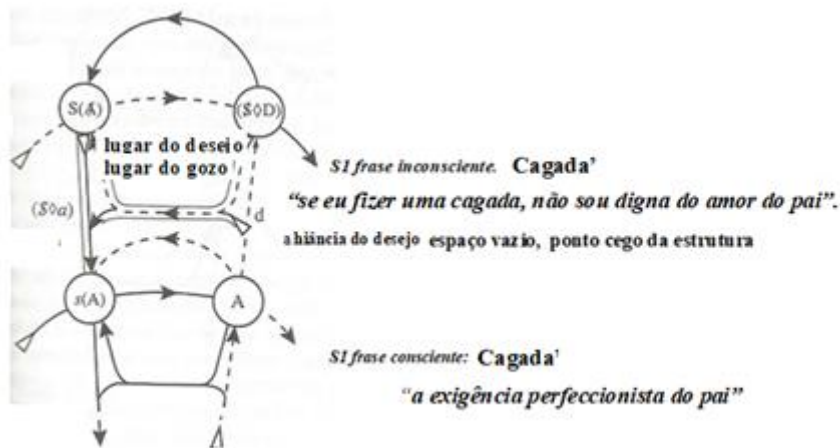 S(Ⱥ)
($◊D)
lugar do desejo
lugar do gozo
S1 frase inconsciente. Cagada’
“se eu fizer uma cagada, não sou digna do amor do pai”.
($◊a)
d
a hiância do desejo espaço vazio, ponto cego da estrutura
s(A)
A
S1 frase consciente: Cagada’
“a exigência perfeccionista do pai”